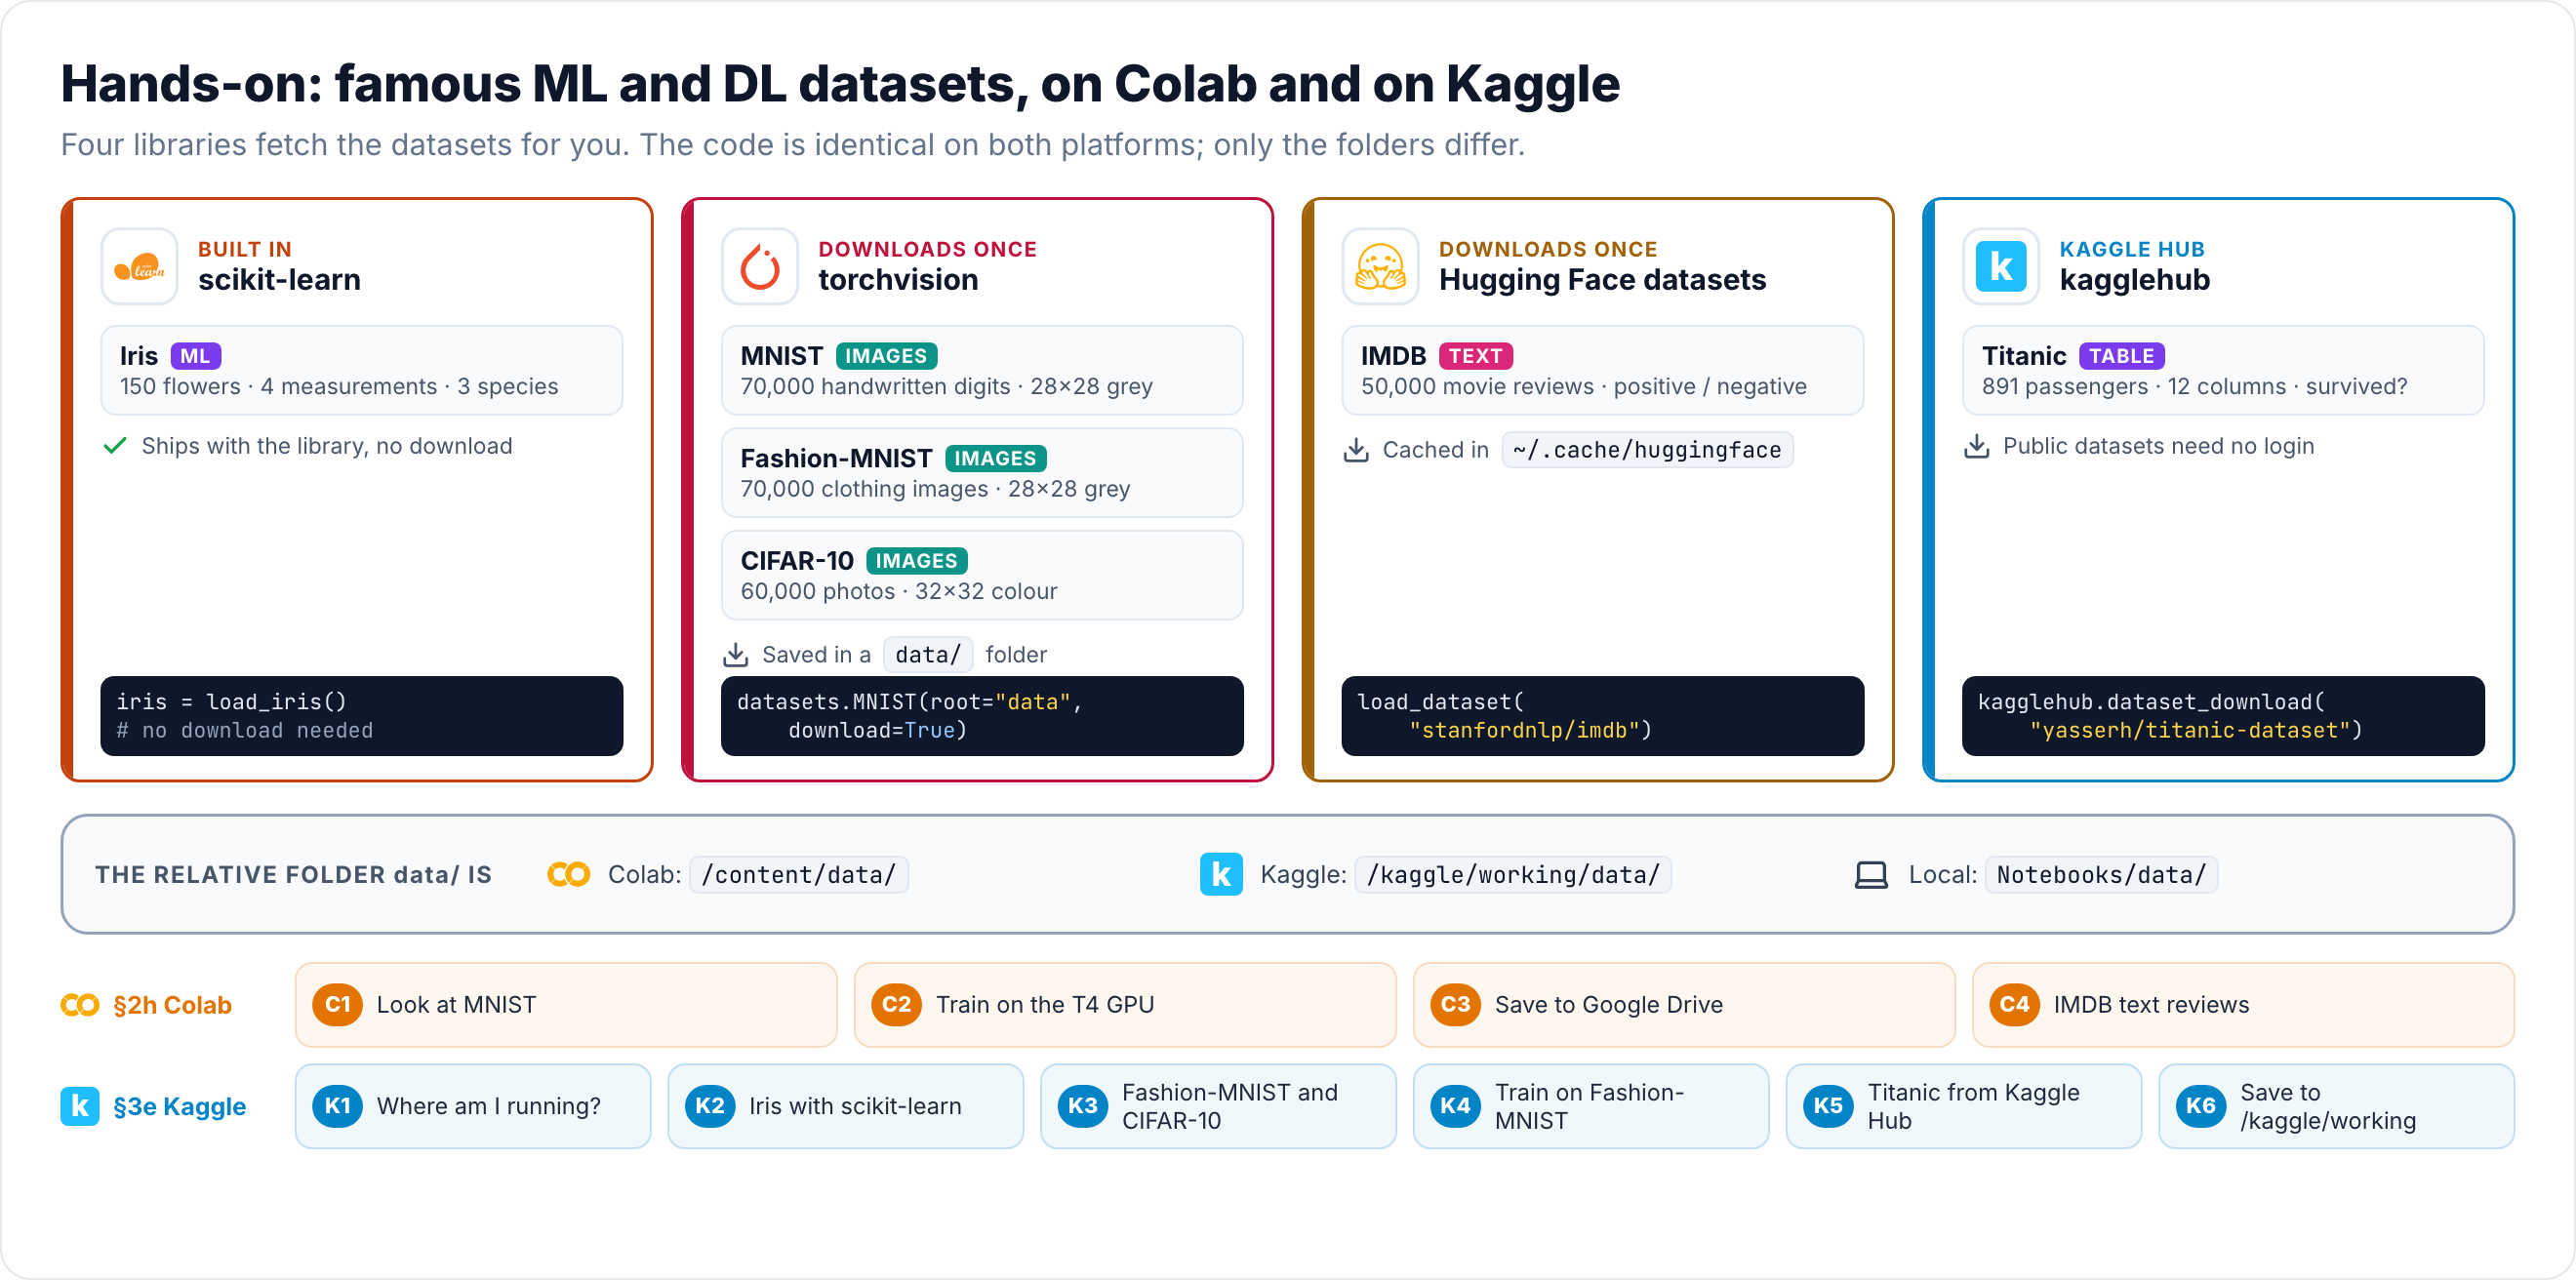 Hands-on: famous ML and DL datasets, on Colab and on Kaggle
Four libraries fetch the datasets for you. The code is identical on both platforms; only the folders differ.
learn
BUILT IN
scikit-learn
Iris ML
150 flowers · 4 measurements · 3 species
Ships with the library, no download
iris = load_iris()
# no download needed
DOWNLOADS ONCE
torchvision
MNIST IMAGES
70,000 handwritten digits · 28×28 grey
Fashion-MNIST IMAGES
70,000 clothing images · 28×28 grey
CIFAR-10 IMAGES
60,000 photos · 32×32 colour
Saved in a data/ folder
datasets.MNIST(root="data",
    download=True)
DOWNLOADS ONCE
Hugging Face datasets
IMDB TEXT
50,000 movie reviews · positive / negative
Cached in ~/.cache/huggingface
load_dataset(
    "stanfordnlp/imdb")
k
KAGGLE HUB
kagglehub
Titanic TABLE
891 passengers · 12 columns · survived?
Public datasets need no login
kagglehub.dataset_download(
    "yasserh/titanic-dataset")
THE RELATIVE FOLDER data/ IS
Colab: /content/data/
k Kaggle: /kaggle/working/data/
Local: Notebooks/data/
§2h Colab
C1 Look at MNIST
C2 Train on the T4 GPU
C3 Save to Google Drive
C4 IMDB text reviews
k §3e Kaggle
K1 Where am I running?
K2 Iris with scikit-learn
K3 Fashion-MNIST and
CIFAR-10
K4 Train on Fashion-
MNIST
K5 Titanic from Kaggle
Hub
K6 Save to
/kaggle/working